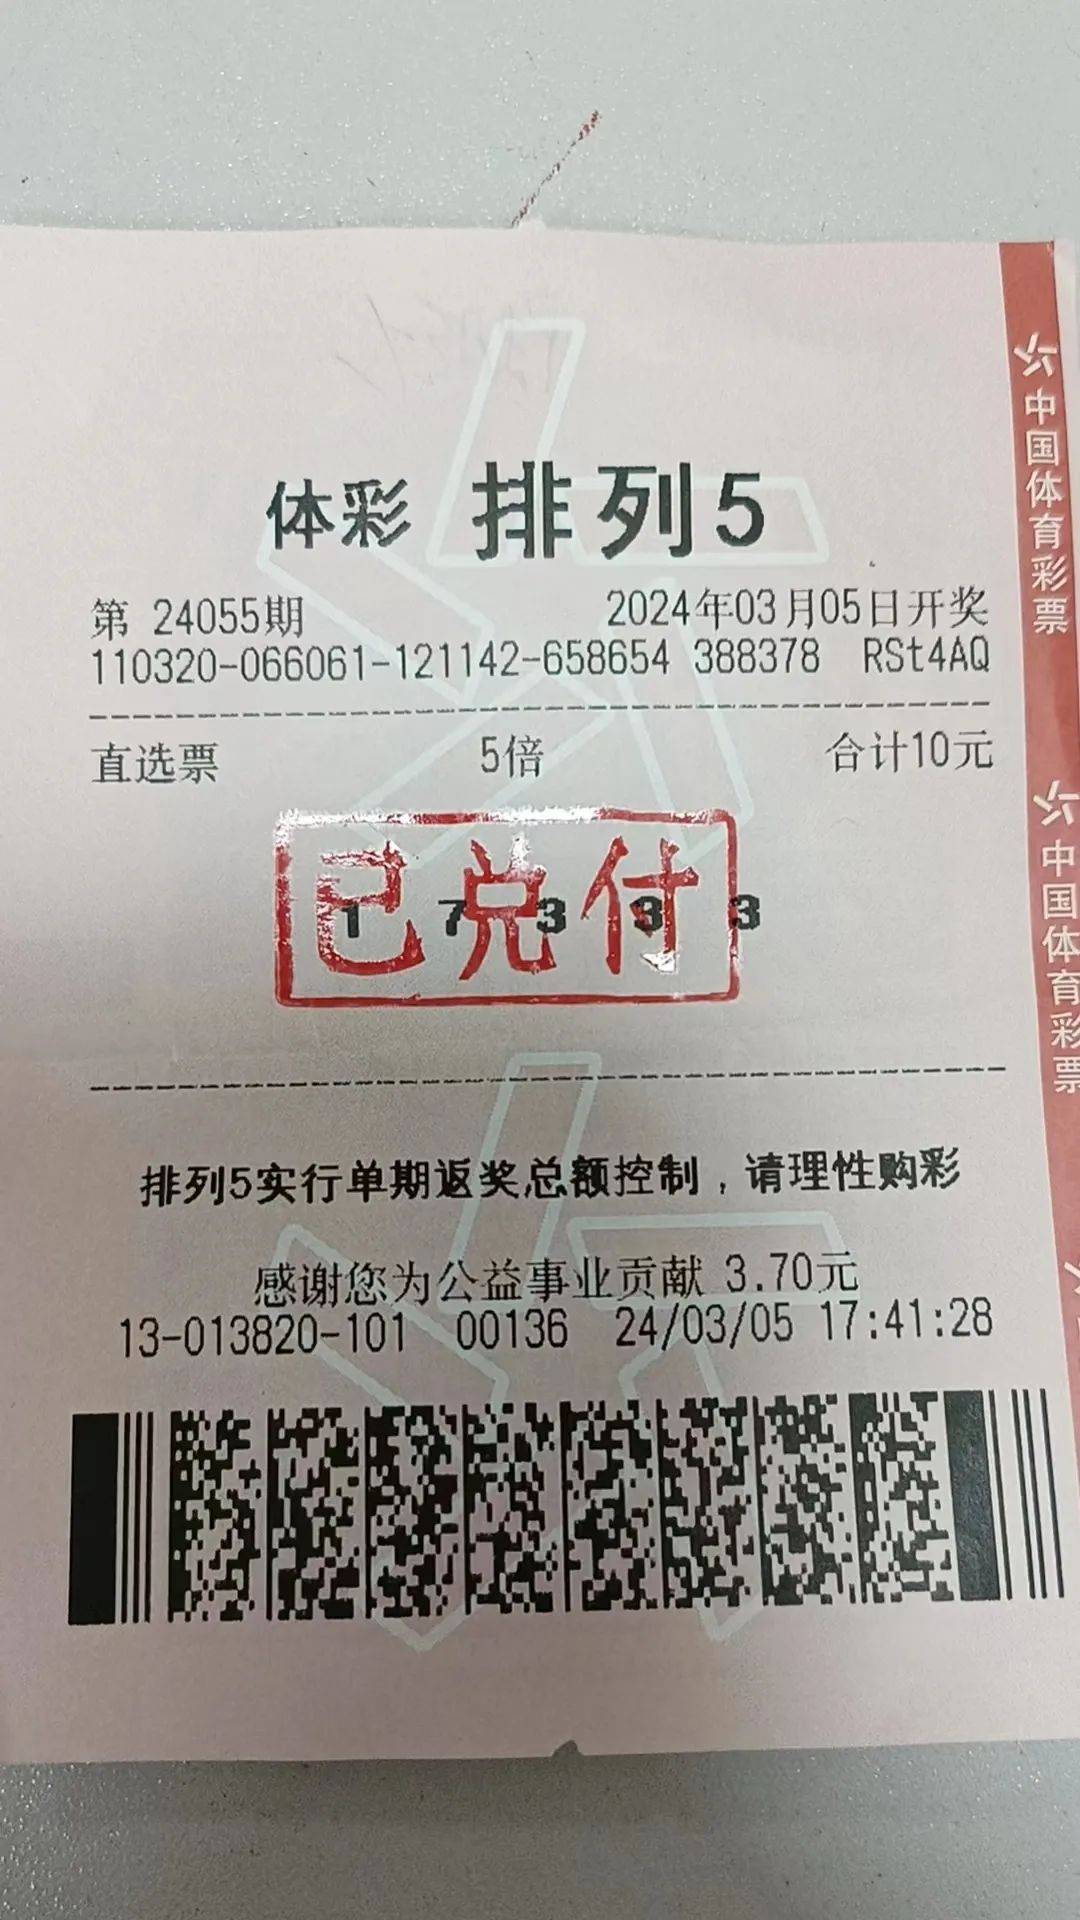 体彩 排列5
第 24055期 2024年03月05日开奖
110320-066061-121142-658654 388378 RSt4AQ
直选票 5倍 合计10元
已兑付
1 7 3 9 3
排列5实行单期返奖总额控制，请理性购彩
感谢您为公益事业贡献 3.70元
13-013820-101 00136 24/03/05 17:41:28
中国体育彩票
中国体育彩票